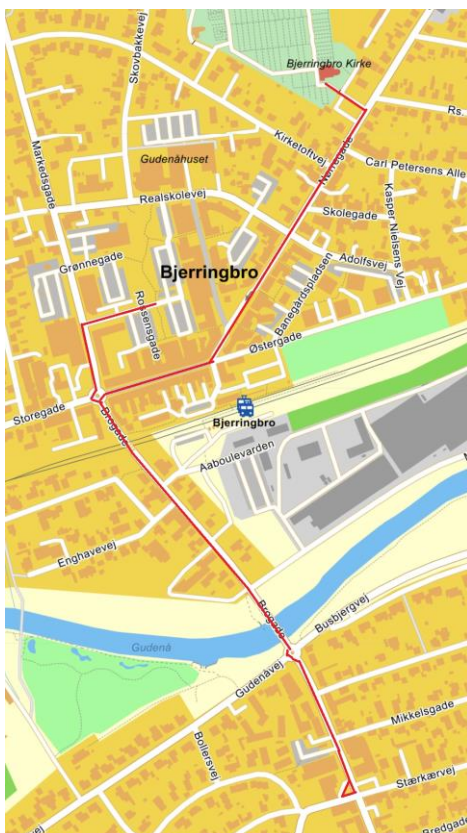 Bjerringbro Kirke
Skovbakkevej
Rs.
Kirketoftvej
Nørregade
Carl Petersens Alle
Markedsgade
Gudenåhuset
Realskolevej
Kasper Nielsens Vej
Skolegade
Grønnegade
Adolfsvej
Bjerringbro
Banegårdspladsen
Østergade
Storegade
Brogade
Bjerringbro
Aaboulevarden
Enghavevej
Brogade
Busbjergvej
Gudenå
Gudenåvej
Mikkelsgade
Bollersvej
Stærkærvej
Bredgade